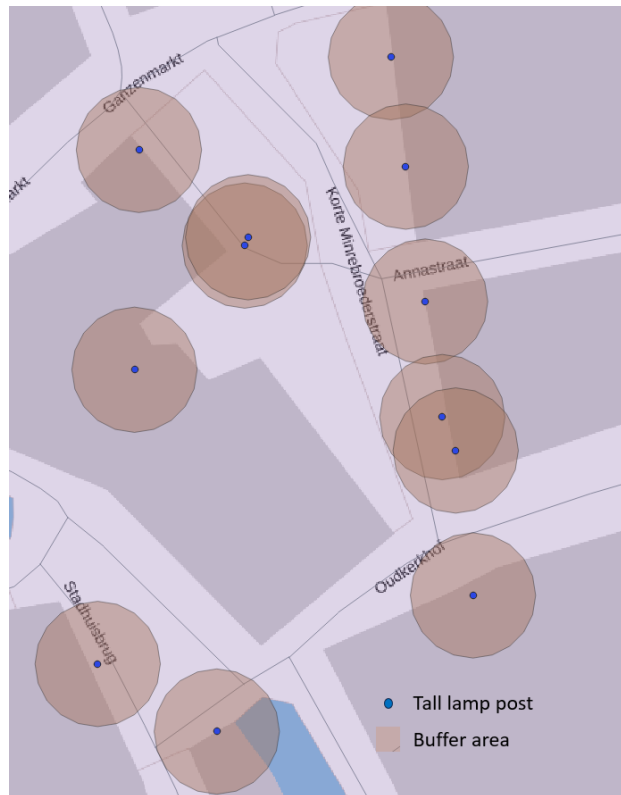 Ganzenmarkt
arkt
Korte Minrebroederstraat
Annastraat
Oudkerkhof
Stadhuisbrug
Tall lamp post
Buffer area